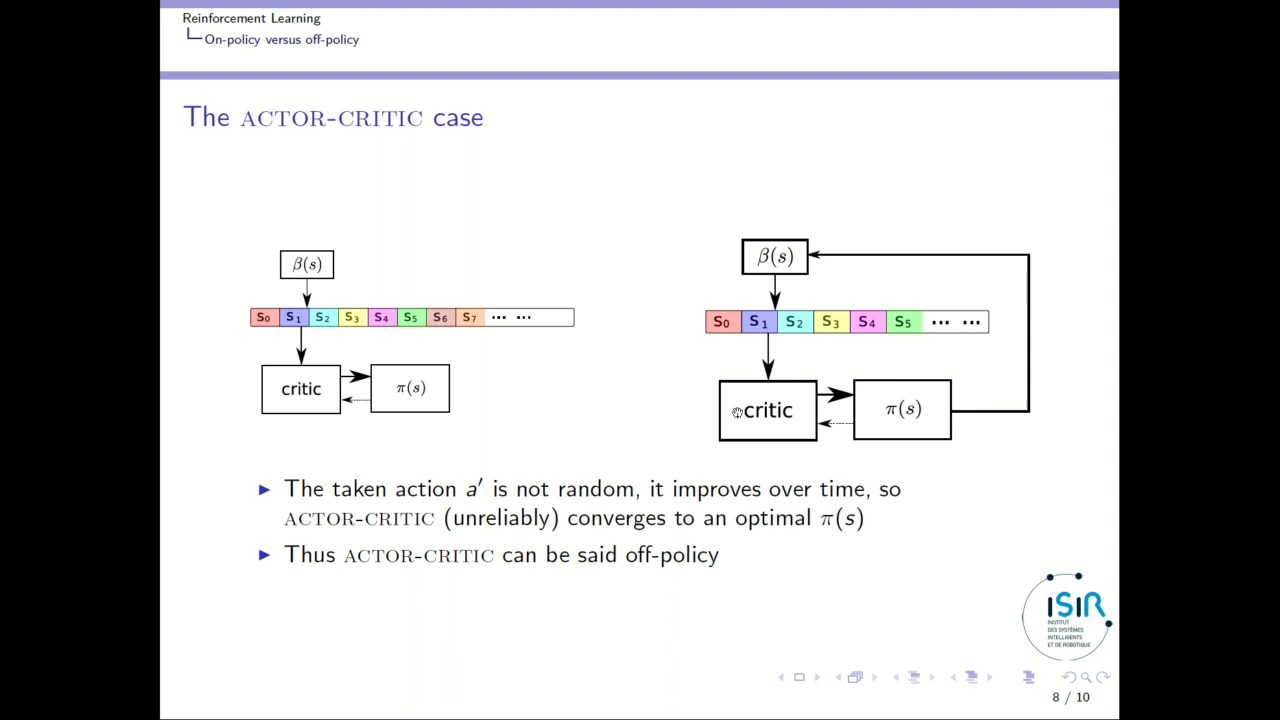 Reinforcement Learning
On-policy versus off-policy
The ACTOR-CRITIC case
β(s)
S0 S1 S2 S3 S4 S5 S6 S7 ... ...
critic
π(s)
β(s)
S0 S1 S2 S3 S4 S5 ... ...
critic
π(s)
▶ The taken action a′ is not random, it improves over time, so
ACTOR-CRITIC (unreliably) converges to an optimal π(s)
▶ Thus ACTOR-CRITIC can be said off-policy
ISIR
INSTITUT
DES SYSTÈMES
INTELLIGENTS
ET DE ROBOTIQUE
8 / 10